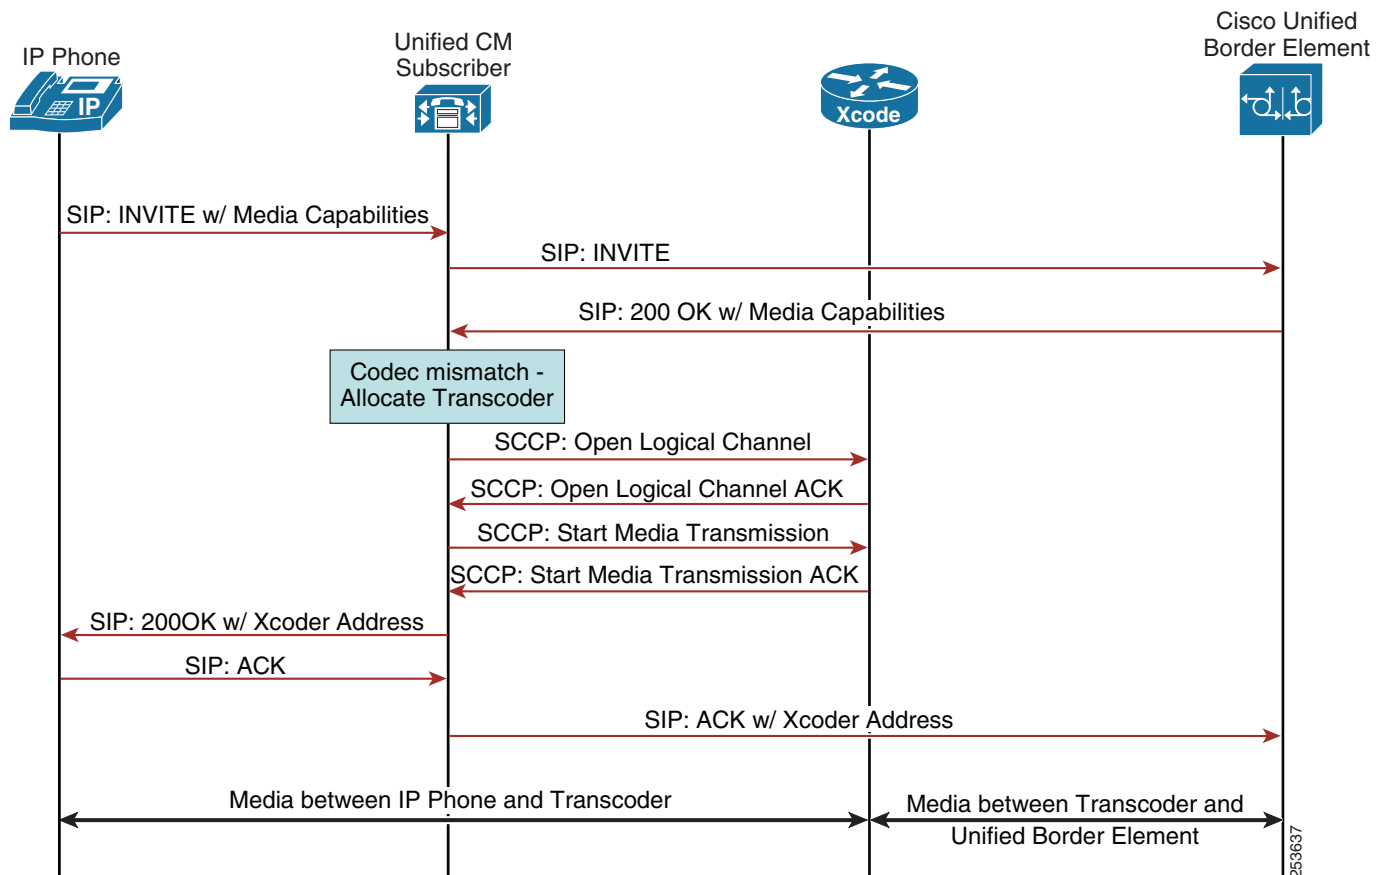 Cisco Unified
Border Element
Unified CM
Subscriber
IP Phone
IP
Xcode
SIP: INVITE w/ Media Capabilities
SIP: INVITE
SIP: 200 OK w/ Media Capabilities
Codec mismatch -
Allocate Transcoder
SCCP: Open Logical Channel
SCCP: Open Logical Channel ACK
SCCP: Start Media Transmission
SCCP: Start Media Transmission ACK
SIP: 200OK w/ Xcoder Address
SIP: ACK
SIP: ACK w/ Xcoder Address
Media between IP Phone and Transcoder
Media between Transcoder and
Unified Border Element
253637